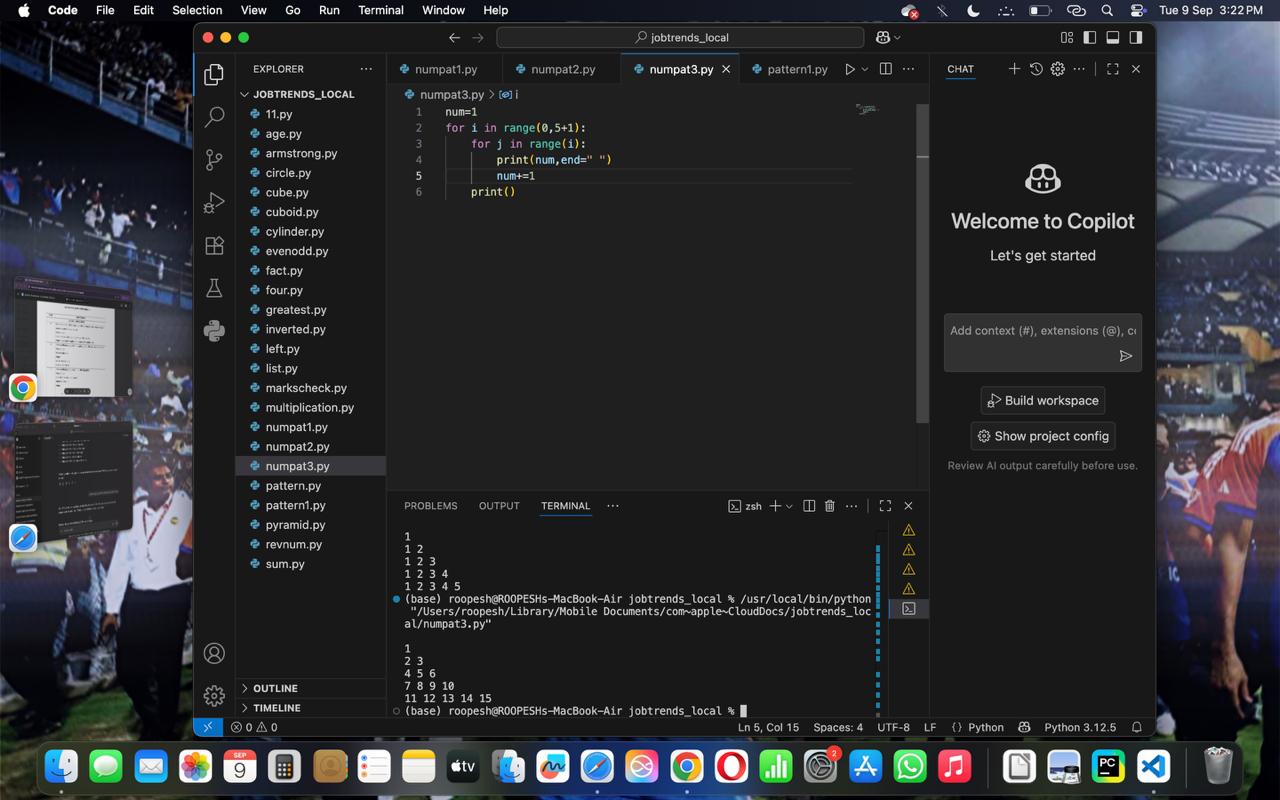 Code File Edit Selection View Go Run Terminal Window Help Tue 9 Sep 3:22 PM
jobtrends_local
EXPLORER
JOBTRENDS_LOCAL
11.py
age.py
armstrong.py
circle.py
cube.py
cuboid.py
cylinder.py
evenodd.py
fact.py
four.py
greatest.py
inverted.py
left.py
list.py
markscheck.py
multiplication.py
numpat1.py
numpat2.py
numpat3.py
pattern.py
pattern1.py
pyramid.py
revnum.py
sum.py
OUTLINE
TIMELINE
numpat1.py numpat2.py numpat3.py pattern1.py
numpat3.py > i
1 num=1
2 for i in range(0,5+1):
3 for j in range(i):
4 print(num,end=" ")
5 num+=1
6 print()
PROBLEMS OUTPUT TERMINAL zsh
1
1 2
1 2 3
1 2 3 4
1 2 3 4 5
(base) roopesh@ROOPESHs-MacBook-Air jobtrends_local % /usr/local/bin/python
"/Users/roopesh/Library/Mobile Documents/com~apple~CloudDocs/jobtrends_loc
al/numpat3.py"
1
2 3
4 5 6
7 8 9 10
11 12 13 14 15
(base) roopesh@ROOPESHs-MacBook-Air jobtrends_local %
CHAT
Welcome to Copilot
Let's get started
Add context (#), extensions (@), co
Build workspace
Show project config
Review AI output carefully before use.
0 0 Ln 5, Col 15 Spaces: 4 UTF-8 LF {} Python Python 3.12.5
SEP
9
tv
2
PC